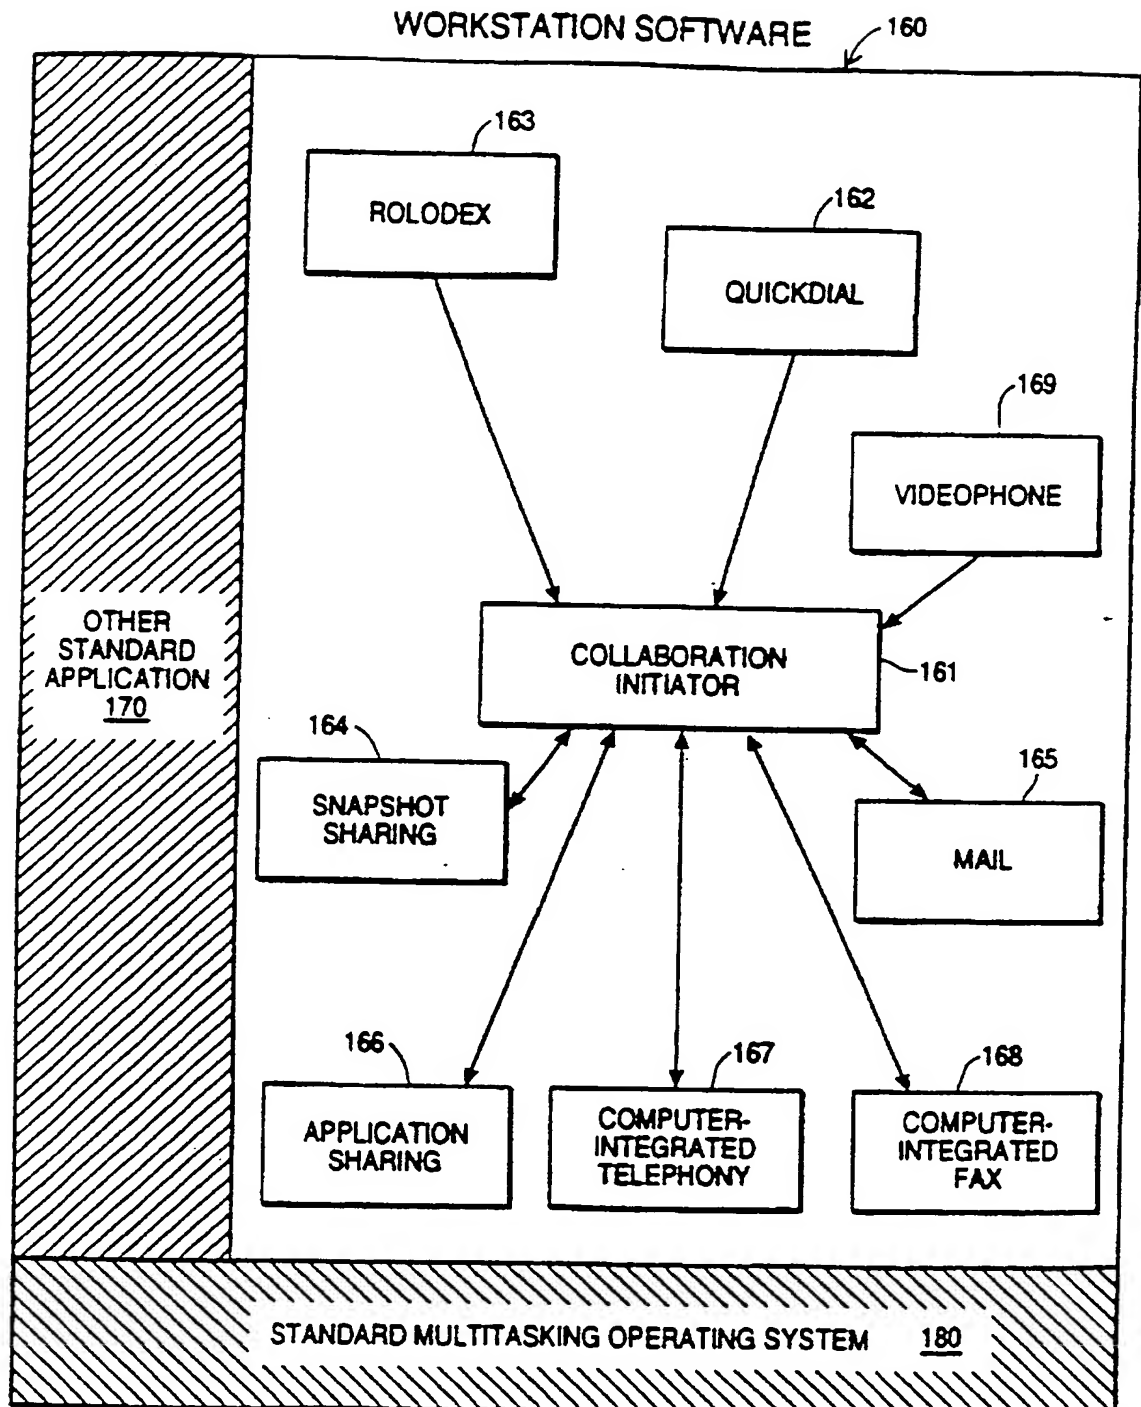 WORKSTATION SOFTWARE
160
163
ROLODEX
162
QUICKDIAL
169
VIDEOPHONE
OTHER
STANDARD
APPLICATION
170
COLLABORATION
INITIATOR
161
164
SNAPSHOT
SHARING
165
MAIL
166
APPLICATION
SHARING
167
COMPUTER-
INTEGRATED
TELEPHONY
168
COMPUTER-
INTEGRATED
FAX
STANDARD MULTITASKING OPERATING SYSTEM 180